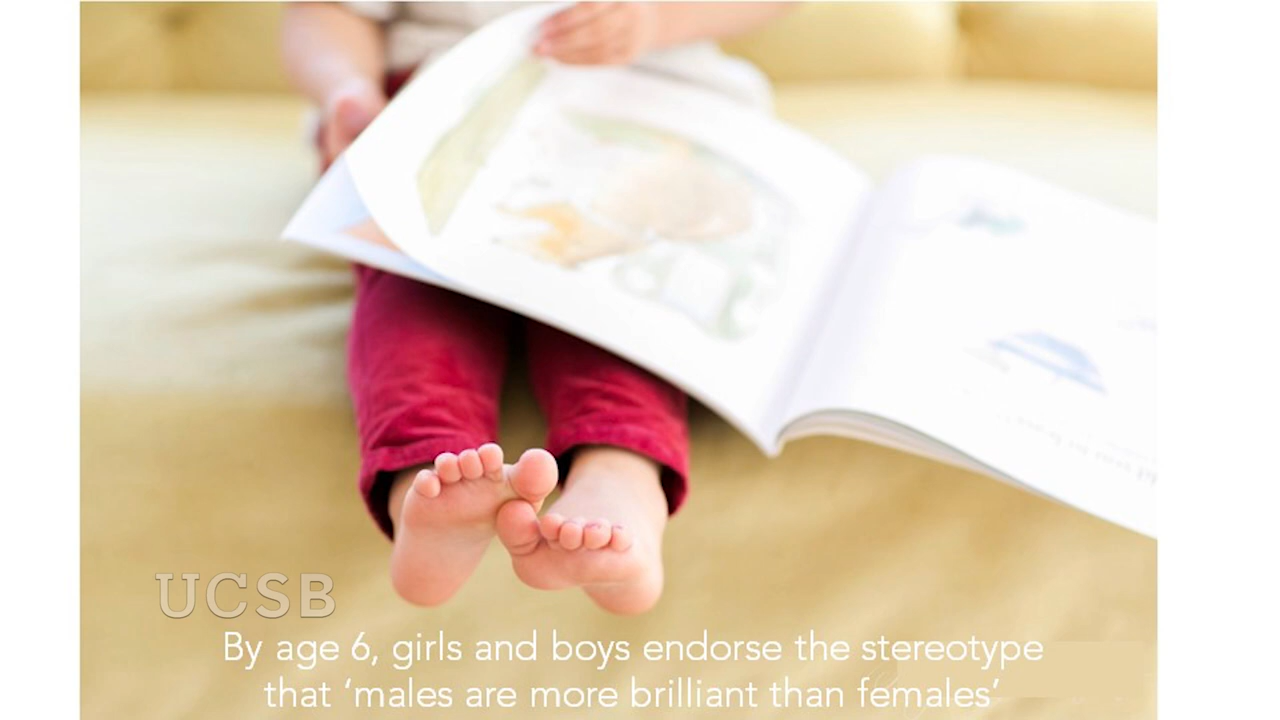 UCSB
By age 6, girls and boys endorse the stereotype
that ‘males are more brilliant than females’